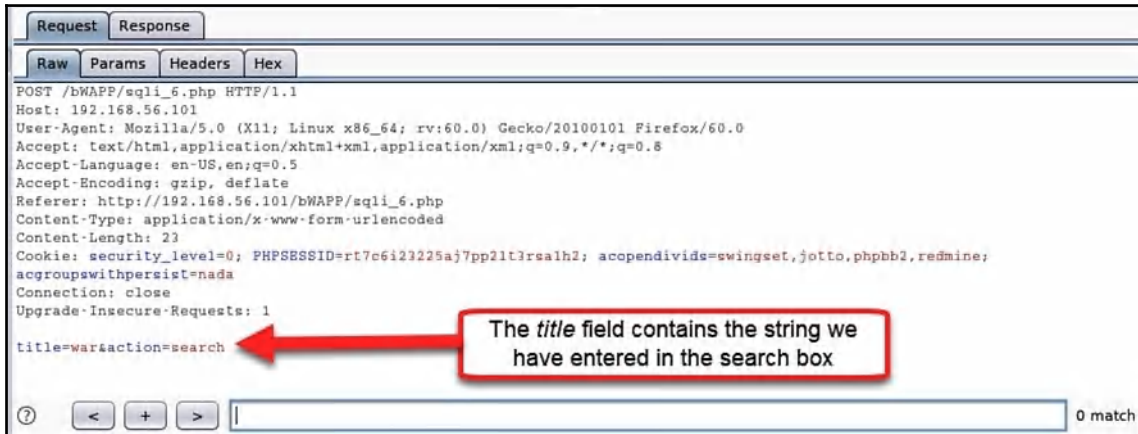 Request Response
Raw Params Headers Hex
POST /bWAPP/sqli_6.php HTTP/1.1
Host: 192.168.56.101
User-Agent: Mozilla/5.0 (X11; Linux x86_64; rv:60.0) Gecko/20100101 Firefox/60.0
Accept: text/html,application/xhtml+xml,application/xml;q=0.9,*/*;q=0.8
Accept-Language: en-US,en;q=0.5
Accept-Encoding: gzip, deflate
Referer: http://192.168.56.101/bWAPP/sqli_6.php
Content-Type: application/x-www-form-urlencoded
Content-Length: 23
Cookie: security_level=0; PHPSESSID=rt7c6i23225aj7pp2lt3rsa1h2; acopendivids=swingset,jotto,phpbb2,redmine;
acgroupswithpersist=nada
Connection: close
Upgrade-Insecure-Requests: 1
title=war&action=search
The title field contains the string we
have entered in the search box
? < + > 0 match